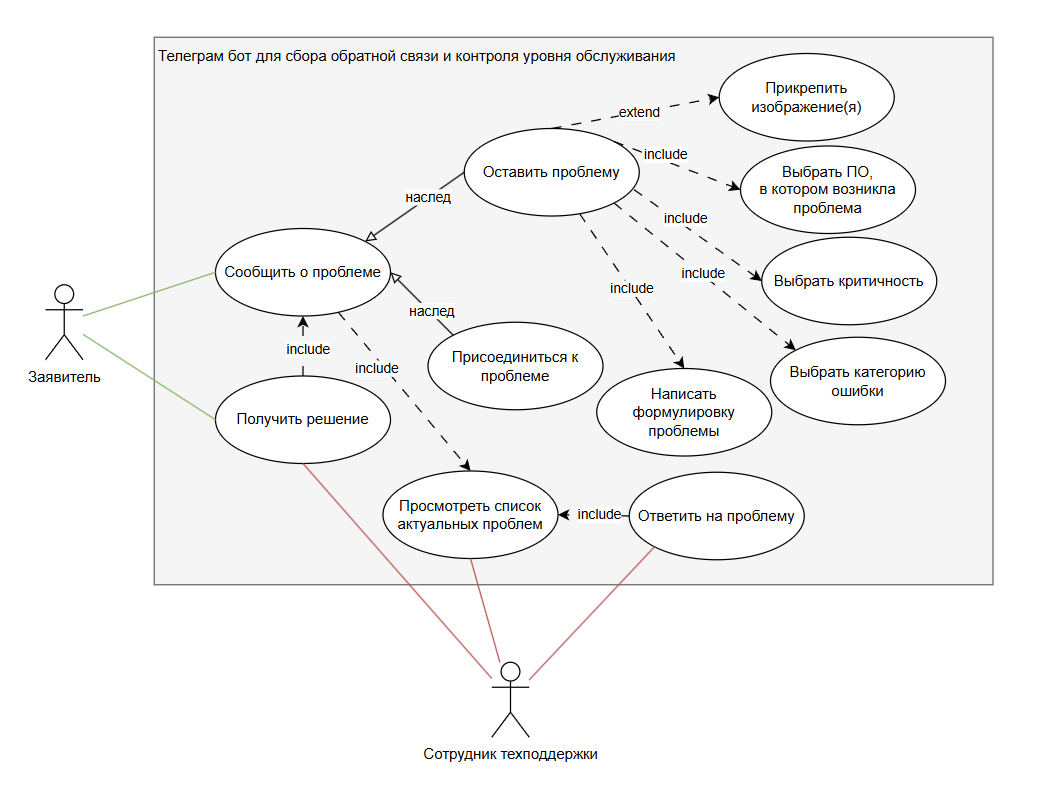 Телеграм бот для сбора обратной связи и контроля уровня обслуживания
Прикрепить
изображение(я)
extend
Оставить проблему
include
Выбрать ПО,
в котором возникла
проблема
наслед
include
Сообщить о проблеме
include
Выбрать критичность
include
наслед
include
Присоединиться к
проблеме
include
Выбрать категорию
ошибки
Заявитель
Написать
формулировку
проблемы
Получить решение
Просмотреть список
актуальных проблем
include
Ответить на проблему
Сотрудник техподдержки